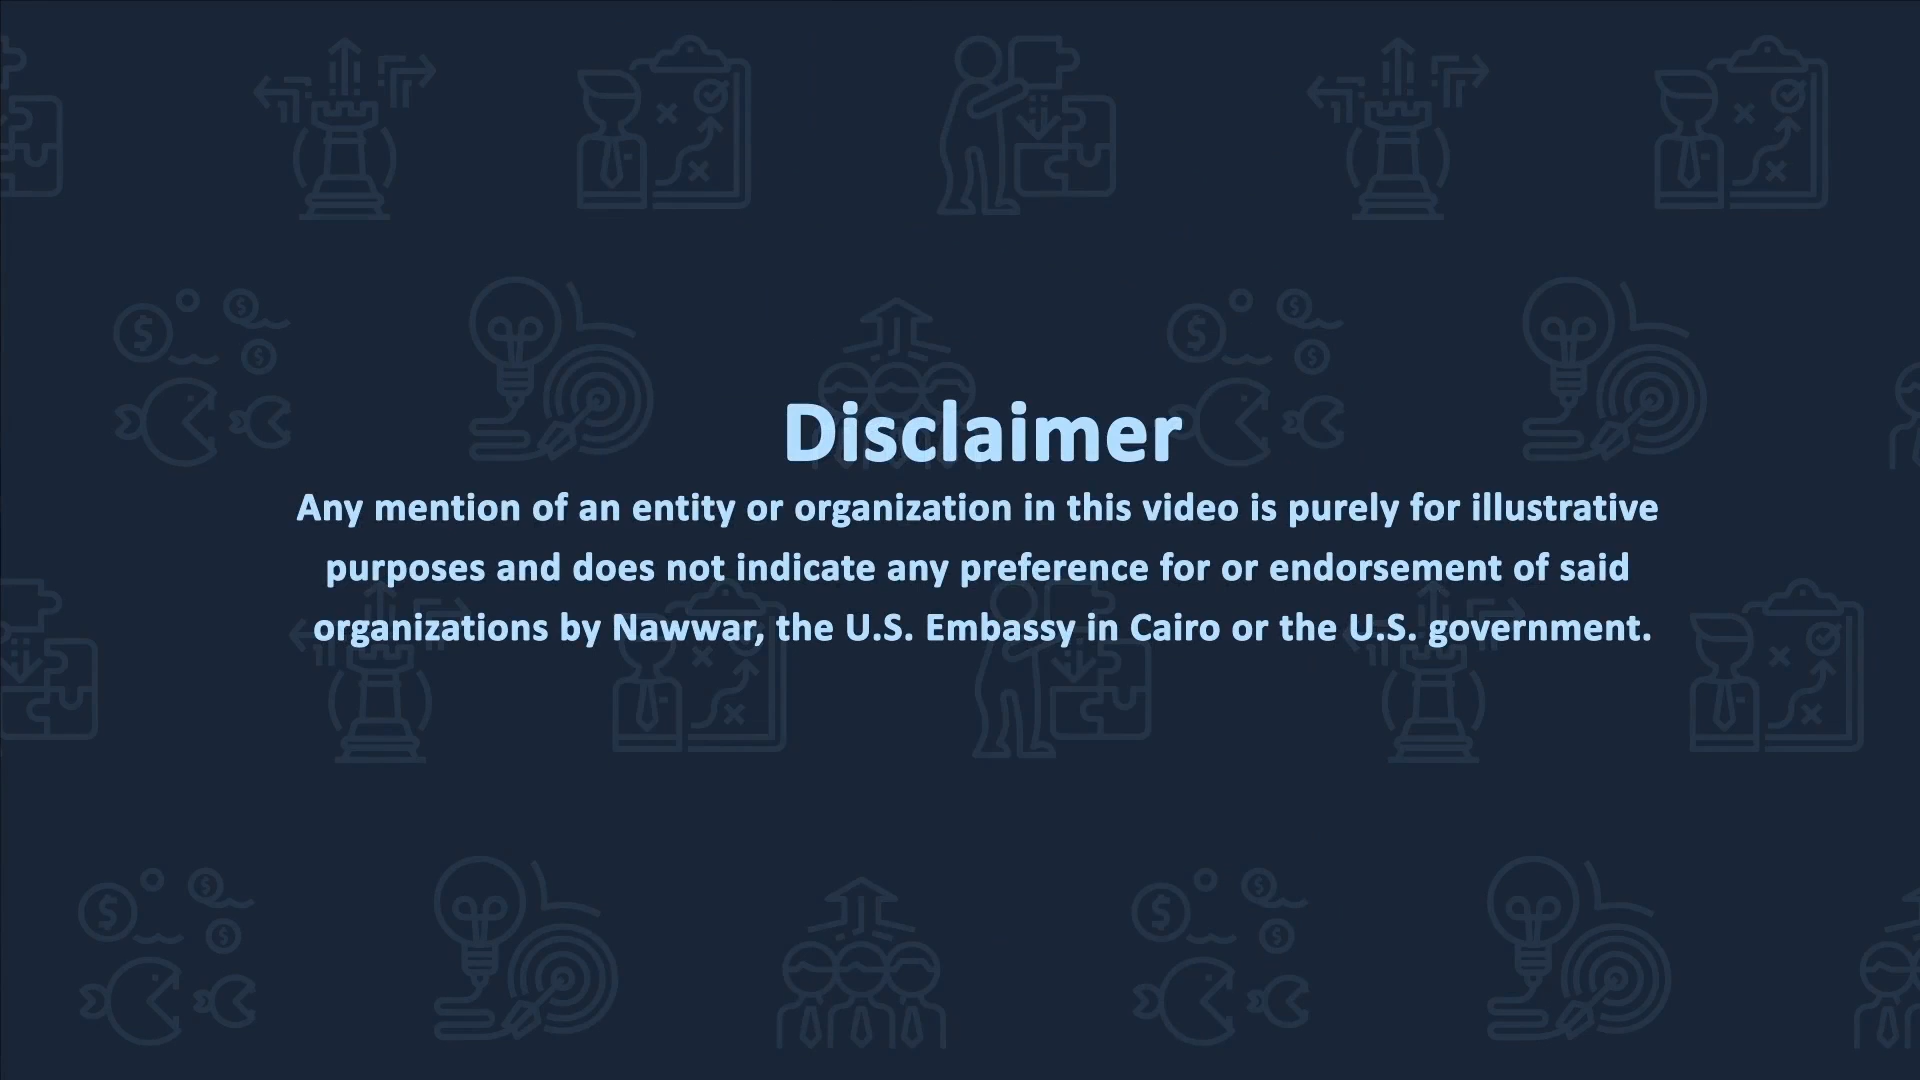 Disclaimer
Any mention of an entity or organization in this video is purely for illustrative
purposes and does not indicate any preference for or endorsement of said
organizations by Nawwar, the U.S. Embassy in Cairo or the U.S. government.